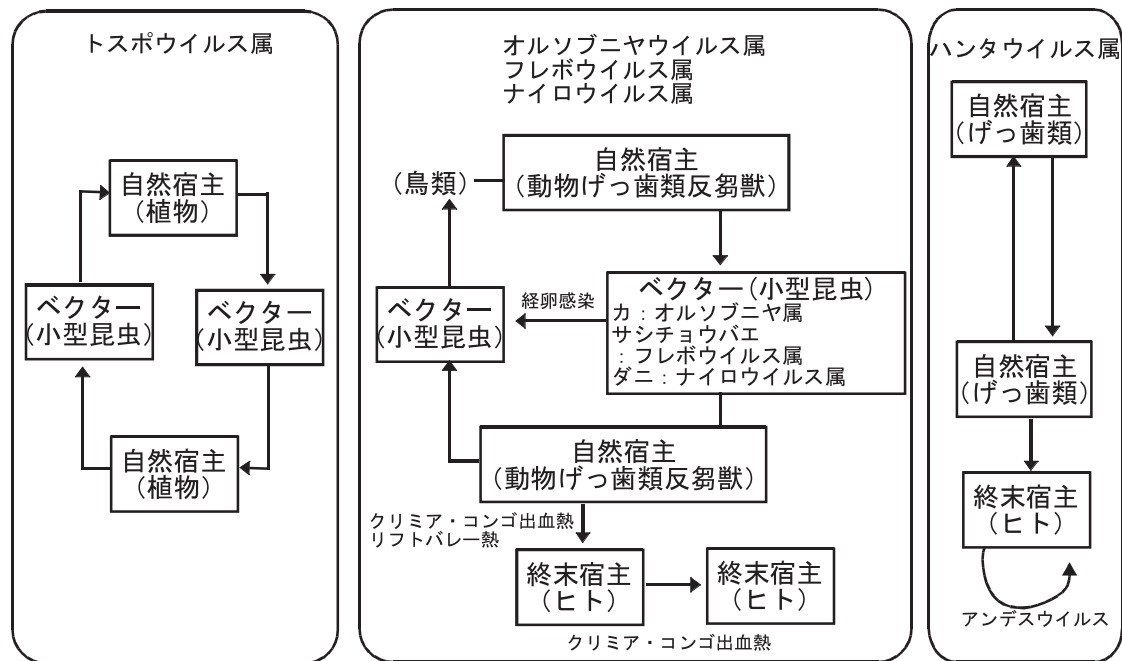 トスポウイルス属
自然宿主
(植物)
ベクター
(小型昆虫)
ベクター
(小型昆虫)
自然宿主
(植物)
オルソブニヤウイルス属
フレボウイルス属
ナイロウイルス属
自然宿主
(動物げっ歯類反芻獣)
(鳥類)
ベクター
(小型昆虫)
経卵感染
ベクター(小型昆虫)
カ：オルソブニヤ属
サシチョウバエ
：フレボウイルス属
ダニ：ナイロウイルス属
自然宿主
(動物げっ歯類反芻獣)
クリミア・コンゴ出血熱
リフトバレー熱
終末宿主
(ヒト)
終末宿主
(ヒト)
クリミア・コンゴ出血熱
ハンタウイルス属
自然宿主
(げっ歯類)
自然宿主
(げっ歯類)
終末宿主
(ヒト)
アンデスウイルス